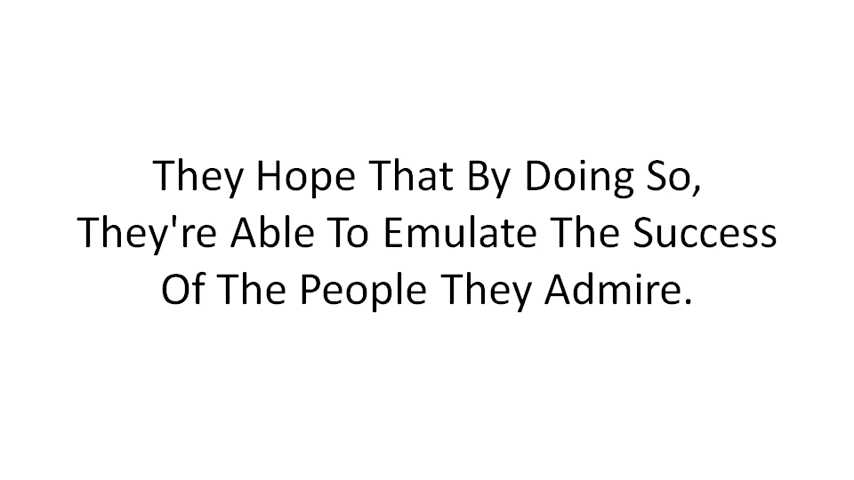 They Hope That By Doing So,
They're Able To Emulate The Success
Of The People They Admire.